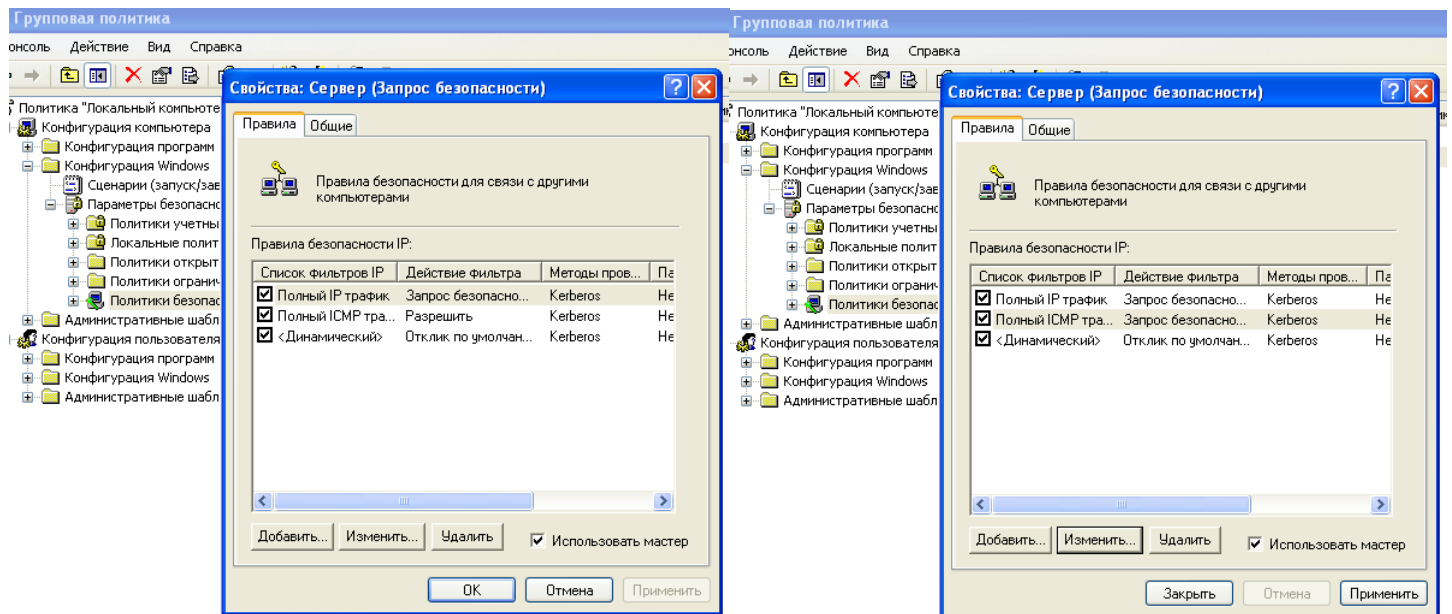 Групповая политика
онсоль Действие Вид Справка
Свойства: Сервер (Запрос безопасности)
Политика "Локальный компьюте
Конфигурация компьютера
Конфигурация программ
Конфигурация Windows
Сценарии (запуск/зав
Параметры безопасно
Политики учетны
Локальные полит
Политики открыт
Политики огранич
Политики безопас
Административные шабл
Конфигурация пользователя
Конфигурация программ
Конфигурация Windows
Административные шабл
Правила Общие
Правила безопасности для связи с другими
компьютерами
Правила безопасности IP:
Список фильтров IP Действие фильтра Методы пров... Па
Полный IP трафик Запрос безопасно... Kerberos Не
Полный ICMP тра... Разрешить Kerberos Не
<Динамический> Отклик по умолчан... Kerberos Не
Добавить... Изменить... Удалить Использовать мастер
OK Отмена Применить
Групповая политика
онсоль Действие Вид Справка
Свойства: Сервер (Запрос безопасности)
Политика "Локальный компьюте
Конфигурация компьютера
Конфигурация программ
Конфигурация Windows
Сценарии (запуск/зав
Параметры безопасно
Политики учетны
Локальные полит
Политики открыт
Политики огранич
Политики безопас
Административные шабл
Конфигурация пользователя
Конфигурация программ
Конфигурация Windows
Административные шабл
Правила Общие
Правила безопасности для связи с другими
компьютерами
Правила безопасности IP:
Список фильтров IP Действие фильтра Методы пров... Па
Полный IP трафик Запрос безопасно... Kerberos Не
Полный ICMP тра... Запрос безопасно... Kerberos Не
<Динамический> Отклик по умолчан... Kerberos Не
Добавить... Изменить... Удалить Использовать мастер
Закрыть Отмена Применить